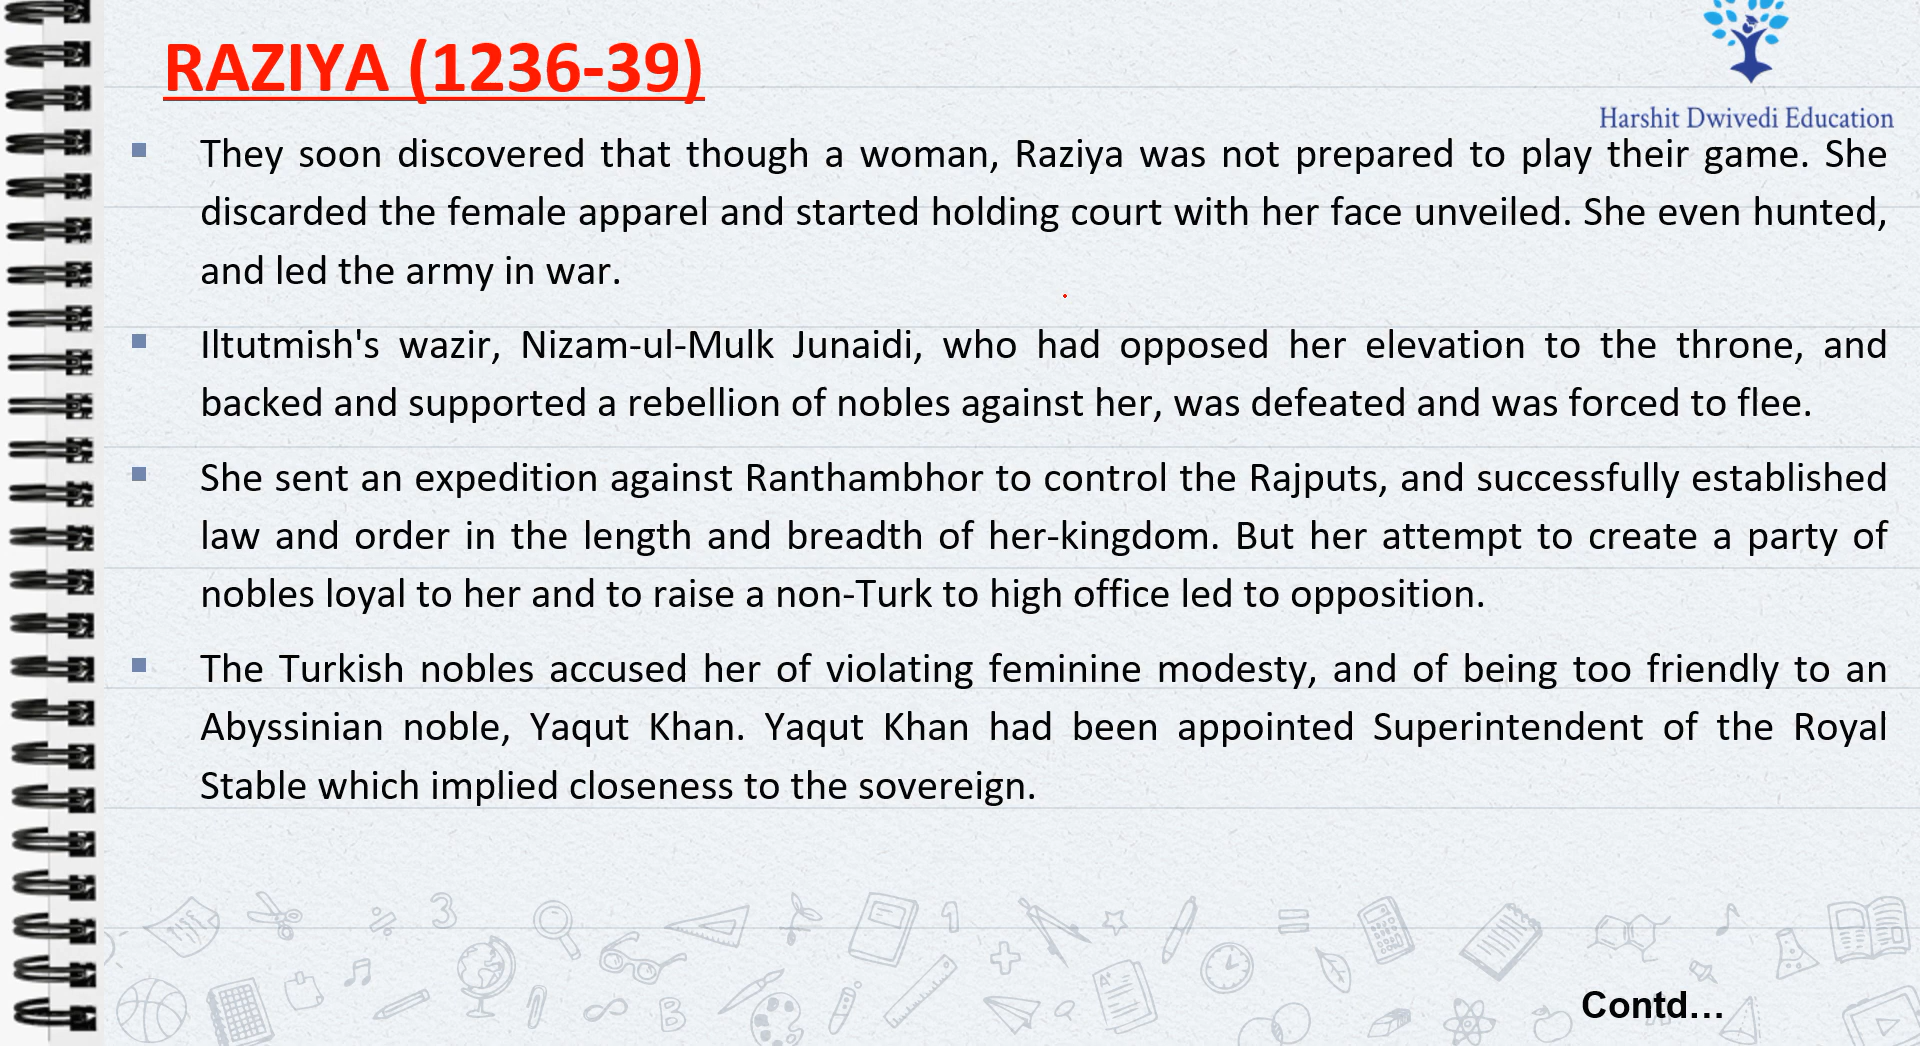 RAZIYA (1236-39)
Harshit Dwivedi Education
They soon discovered that though a woman, Raziya was not prepared to play their game. She
discarded the female apparel and started holding court with her face unveiled. She even hunted,
and led the army in war.
Iltutmish's wazir, Nizam-ul-Mulk Junaidi, who had opposed her elevation to the throne, and
backed and supported a rebellion of nobles against her, was defeated and was forced to flee.
She sent an expedition against Ranthambhor to control the Rajputs, and successfully established
law and order in the length and breadth of her-kingdom. But her attempt to create a party of
nobles loyal to her and to raise a non-Turk to high office led to opposition.
The Turkish nobles accused her of violating feminine modesty, and of being too friendly to an
Abyssinian noble, Yaqut Khan. Yaqut Khan had been appointed Superintendent of the Royal
Stable which implied closeness to the sovereign.
Contd...